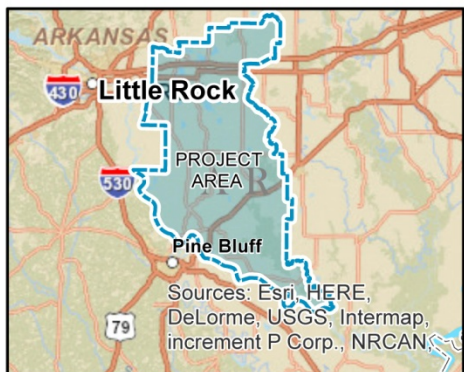 ARKANSAS
430
Little Rock
530
PROJECT
AREA
A R
Pine Bluff
79
Sources: Esri, HERE,
DeLorme, USGS, Intermap,
increment P Corp., NRCAN,